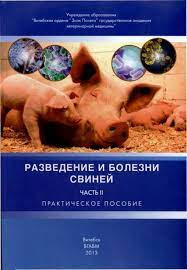 Учреждение образования
"Витебская ордена "Знак Почета" государственная академия
ветеринарной медицины"
РАЗВЕДЕНИЕ И БОЛЕЗНИ
СВИНЕЙ
ЧАСТЬ II
ПРАКТИЧЕСКОЕ ПОСОБИЕ
Витебск
ВГАВМ
2013